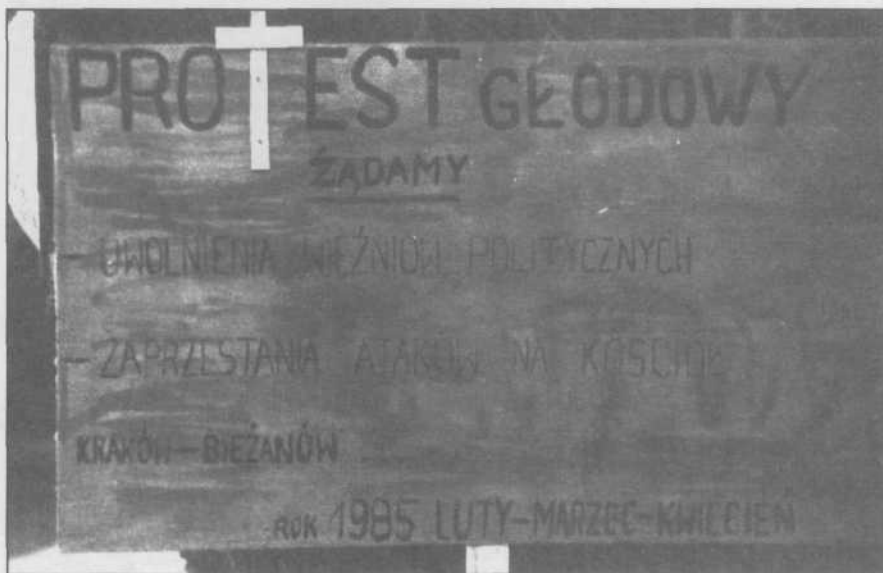 PROTEST GŁODOWY
ŻĄDAMY
- UWOLNIENIA WIĘŹNIÓW POLITYCZNYCH
- ZAPRZESTANIA ATAKÓW NA KOŚCIÓŁ
KRAKÓW-BIEŻANÓW
ROK 1985 LUTY-MARZEC-KWIECIEŃ